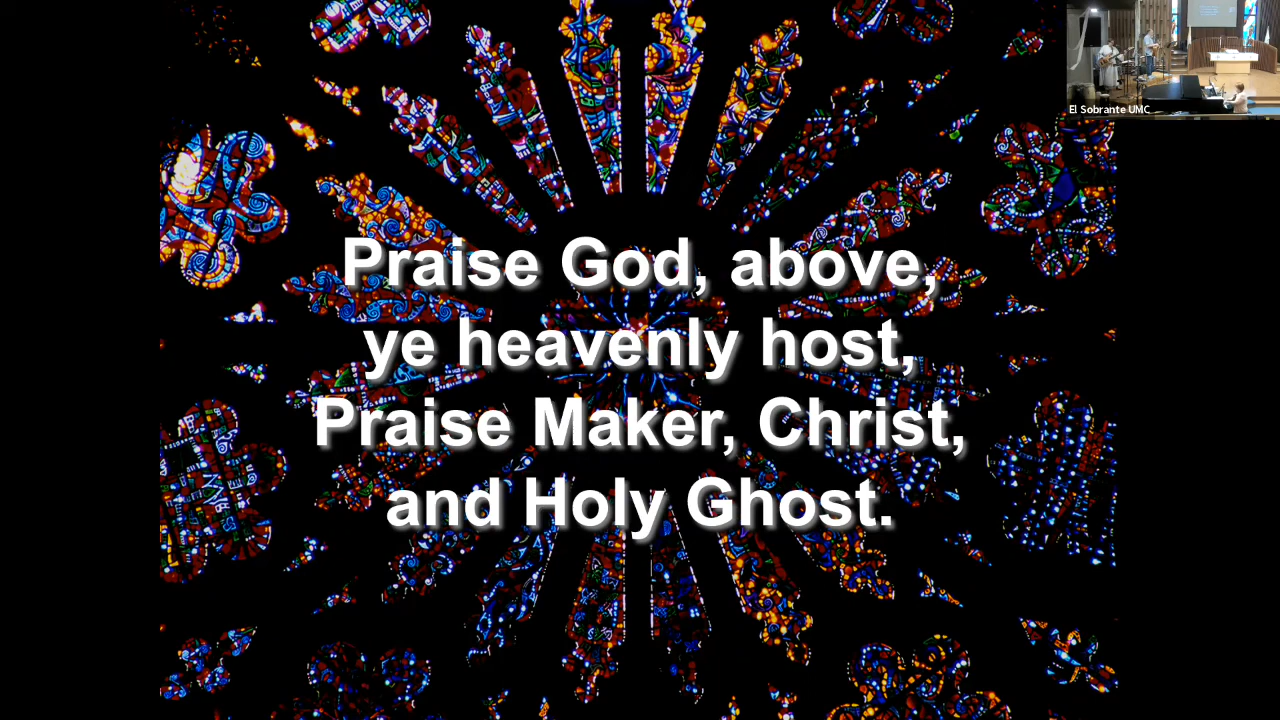 El Sobrante UMC
Praise God, above,
ye heavenly host,
Praise Maker, Christ,
and Holy Ghost.